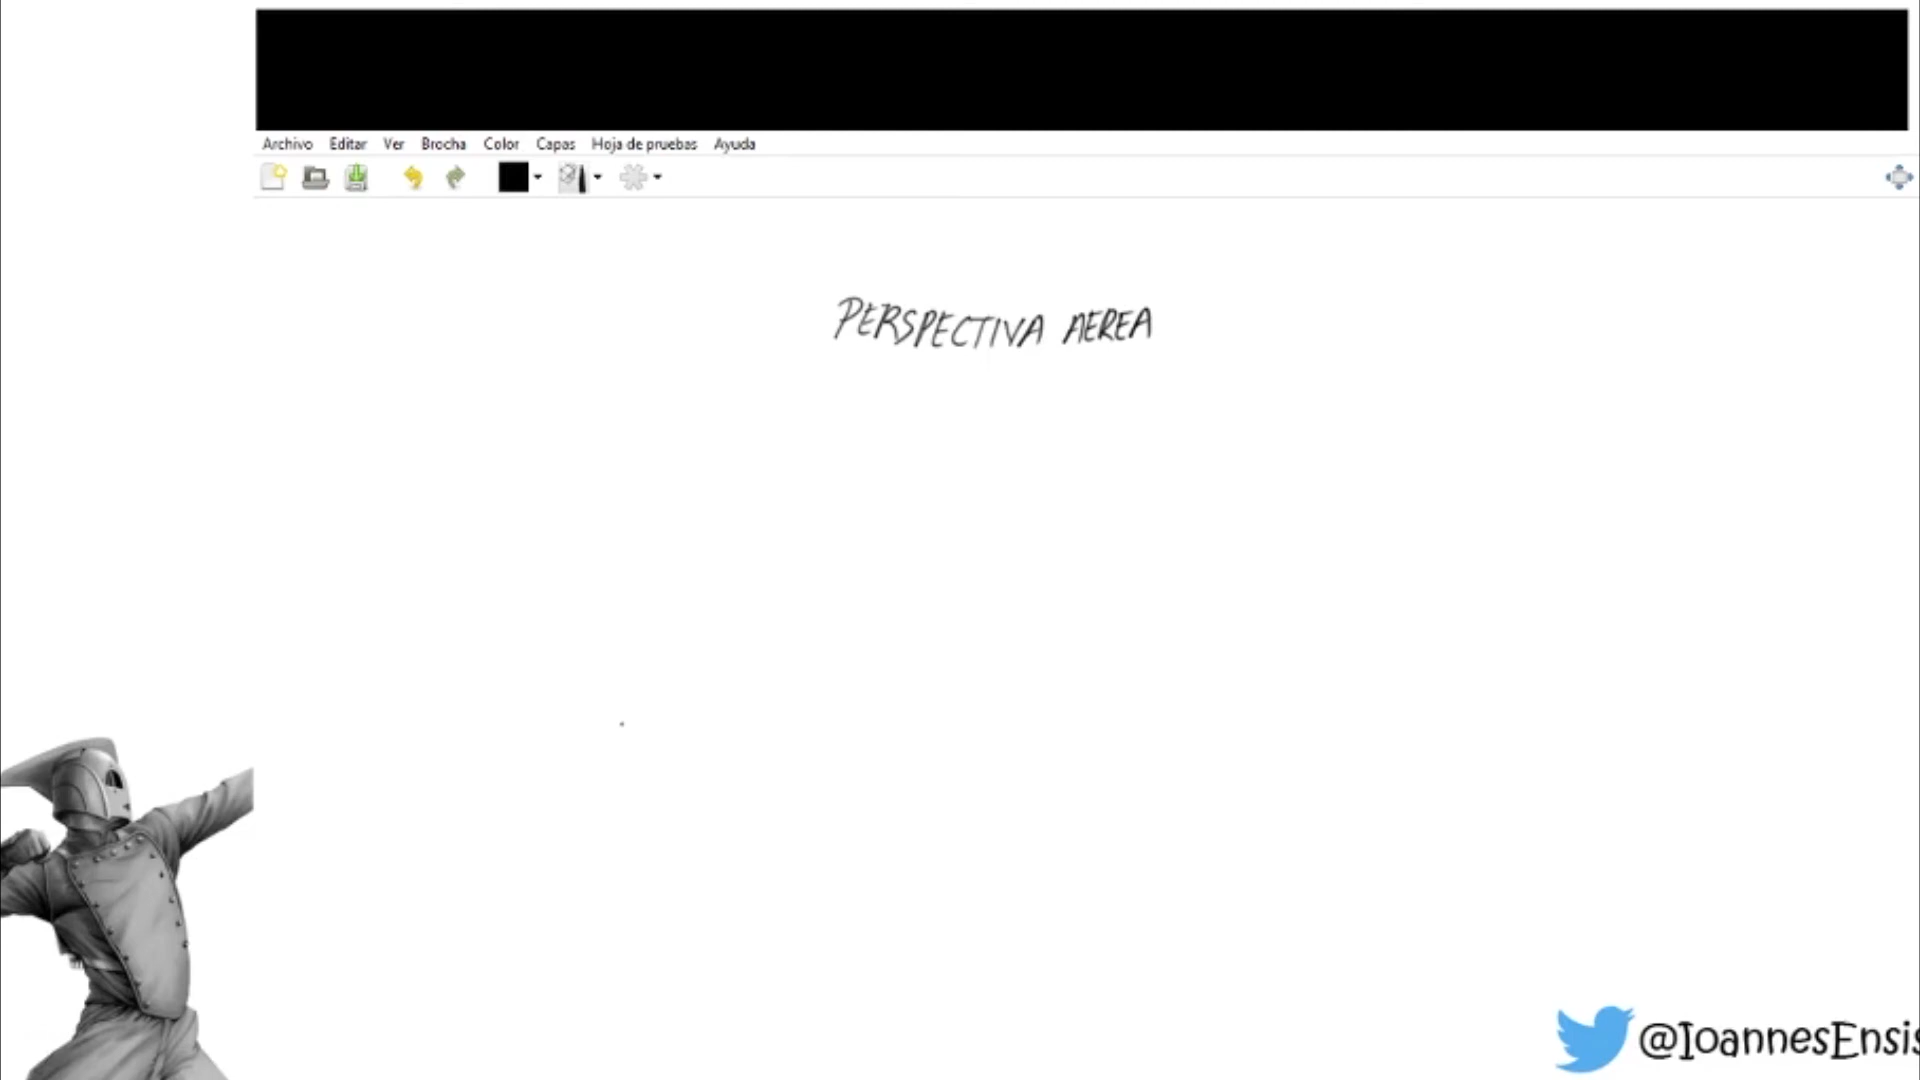 Archivo Editar Ver Brocha Color Capas Hoja de pruebas Ayuda
PERSPECTIVA AEREA
@IoannesEnsis